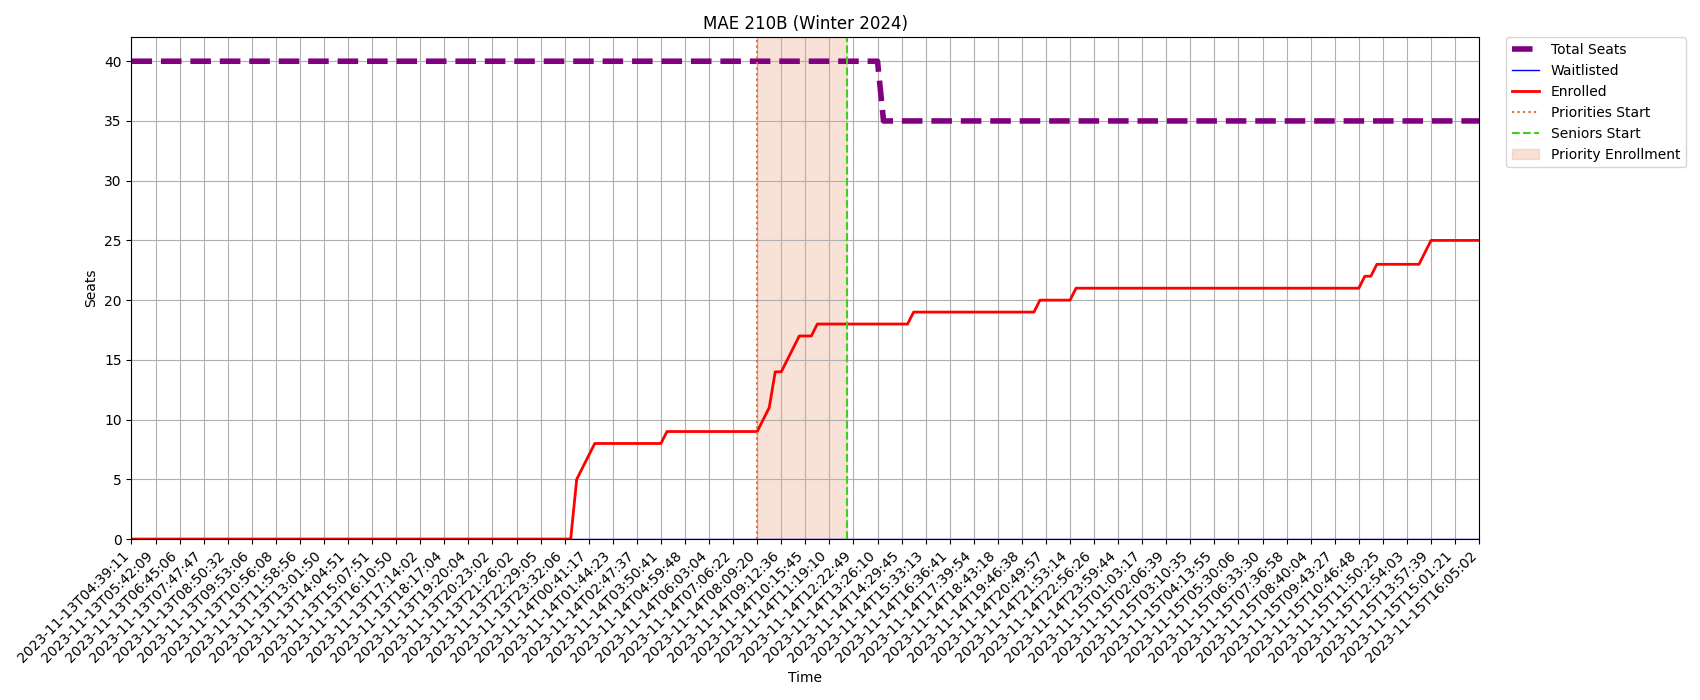 MAE 210B (Winter 2024)
Total Seats
Waitlisted
Enrolled
Priorities Start
Seniors Start
Priority Enrollment
Seats
40
35
30
25
20
15
10
5
0
2023-11-13T04:39:11
2023-11-13T05:42:09
2023-11-13T06:45:06
2023-11-13T07:47:47
2023-11-13T08:50:32
2023-11-13T09:53:06
2023-11-13T10:56:08
2023-11-13T11:58:56
2023-11-13T13:01:50
2023-11-13T14:04:51
2023-11-13T15:07:51
2023-11-13T16:10:50
2023-11-13T17:14:02
2023-11-13T18:17:04
2023-11-13T19:20:04
2023-11-13T20:23:02
2023-11-13T21:26:02
2023-11-13T22:29:05
2023-11-13T23:32:06
2023-11-14T00:41:17
2023-11-14T01:44:23
2023-11-14T02:47:37
2023-11-14T03:50:41
2023-11-14T04:59:48
2023-11-14T06:03:04
2023-11-14T07:06:22
2023-11-14T08:09:20
2023-11-14T09:12:36
2023-11-14T10:15:45
2023-11-14T11:19:10
2023-11-14T12:22:49
2023-11-14T13:26:10
2023-11-14T14:29:45
2023-11-14T15:33:13
2023-11-14T16:36:41
2023-11-14T17:39:54
2023-11-14T18:43:18
2023-11-14T19:46:38
2023-11-14T20:49:57
2023-11-14T21:53:14
2023-11-14T22:56:26
2023-11-14T23:59:44
2023-11-15T01:03:17
2023-11-15T02:06:39
2023-11-15T03:10:35
2023-11-15T04:13:55
2023-11-15T05:30:06
2023-11-15T06:33:30
2023-11-15T07:36:58
2023-11-15T08:40:04
2023-11-15T09:43:27
2023-11-15T10:46:48
2023-11-15T11:50:25
2023-11-15T12:54:03
2023-11-15T13:57:39
2023-11-15T15:01:21
2023-11-15T16:05:02
Time